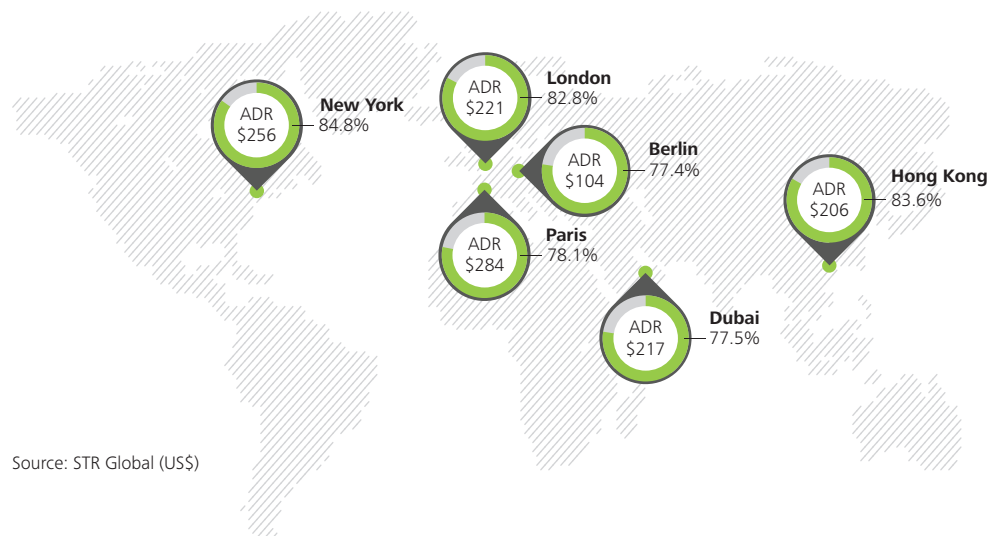 New York
84.8%
ADR
$256
London
82.8%
ADR
$221
Berlin
77.4%
ADR
$104
Hong Kong
83.6%
ADR
$206
Paris
78.1%
ADR
$284
Dubai
77.5%
ADR
$217
Source: STR Global (US$)